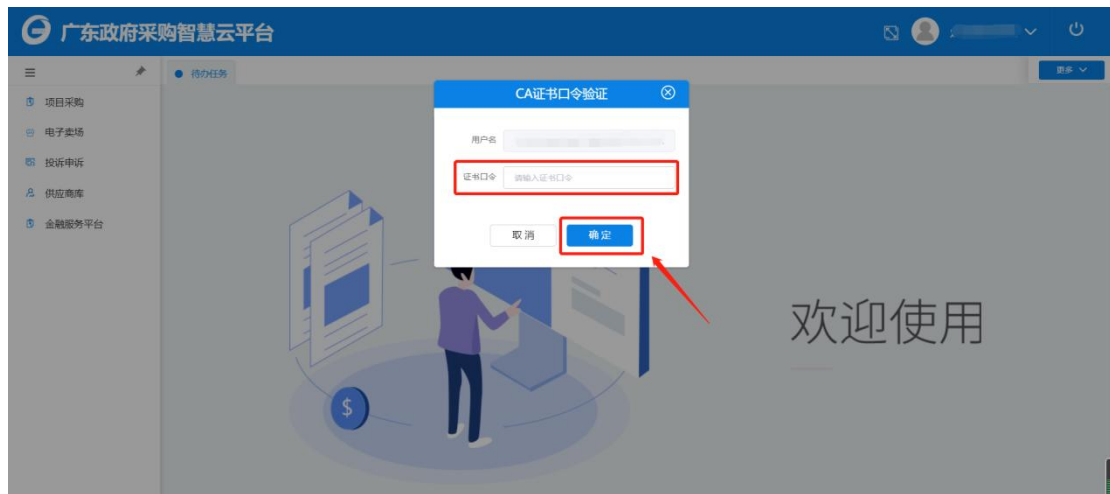 广东政府采购智慧云平台
待办任务
更多
项目采购
电子卖场
投诉申诉
供应商库
金融服务平台
CA证书口令验证
用户名
证书口令 请输入证书口令
取消 确定
欢迎使用
$